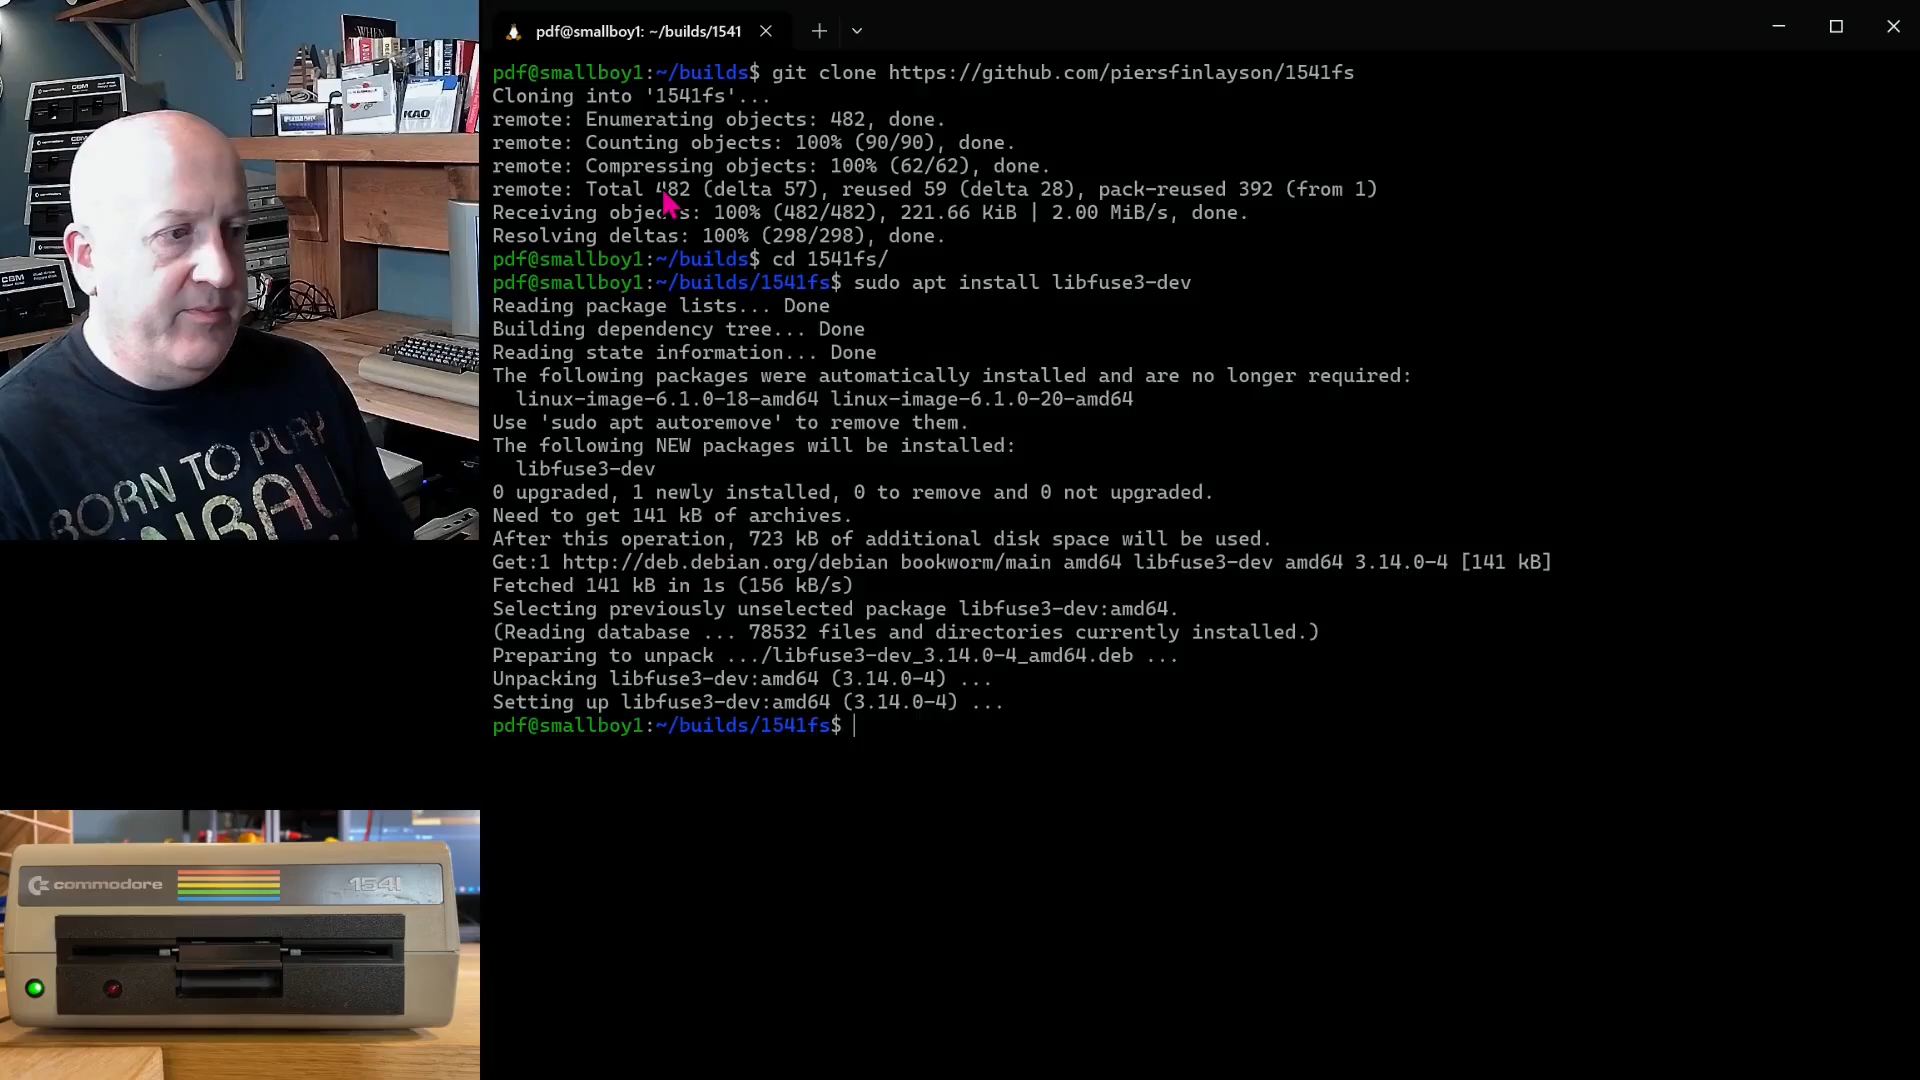 WHEN
CBM
KAO
CBM
BORN TO PLAY
commodore
1541
pdf@smallboy1: ~/builds/1541
pdf@smallboy1:~/builds$ git clone https://github.com/piersfinlayson/1541fs
Cloning into '1541fs'...
remote: Enumerating objects: 482, done.
remote: Counting objects: 100% (90/90), done.
remote: Compressing objects: 100% (62/62), done.
remote: Total 482 (delta 57), reused 59 (delta 28), pack-reused 392 (from 1)
Receiving objects: 100% (482/482), 221.66 KiB | 2.00 MiB/s, done.
Resolving deltas: 100% (298/298), done.
pdf@smallboy1:~/builds$ cd 1541fs/
pdf@smallboy1:~/builds/1541fs$ sudo apt install libfuse3-dev
Reading package lists... Done
Building dependency tree... Done
Reading state information... Done
The following packages were automatically installed and are no longer required:
linux-image-6.1.0-18-amd64 linux-image-6.1.0-20-amd64
Use 'sudo apt autoremove' to remove them.
The following NEW packages will be installed:
libfuse3-dev
0 upgraded, 1 newly installed, 0 to remove and 0 not upgraded.
Need to get 141 kB of archives.
After this operation, 723 kB of additional disk space will be used.
Get:1 http://deb.debian.org/debian bookworm/main amd64 libfuse3-dev amd64 3.14.0-4 [141 kB]
Fetched 141 kB in 1s (156 kB/s)
Selecting previously unselected package libfuse3-dev:amd64.
(Reading database ... 78532 files and directories currently installed.)
Preparing to unpack .../libfuse3-dev_3.14.0-4_amd64.deb ...
Unpacking libfuse3-dev:amd64 (3.14.0-4) ...
Setting up libfuse3-dev:amd64 (3.14.0-4) ...
pdf@smallboy1:~/builds/1541fs$